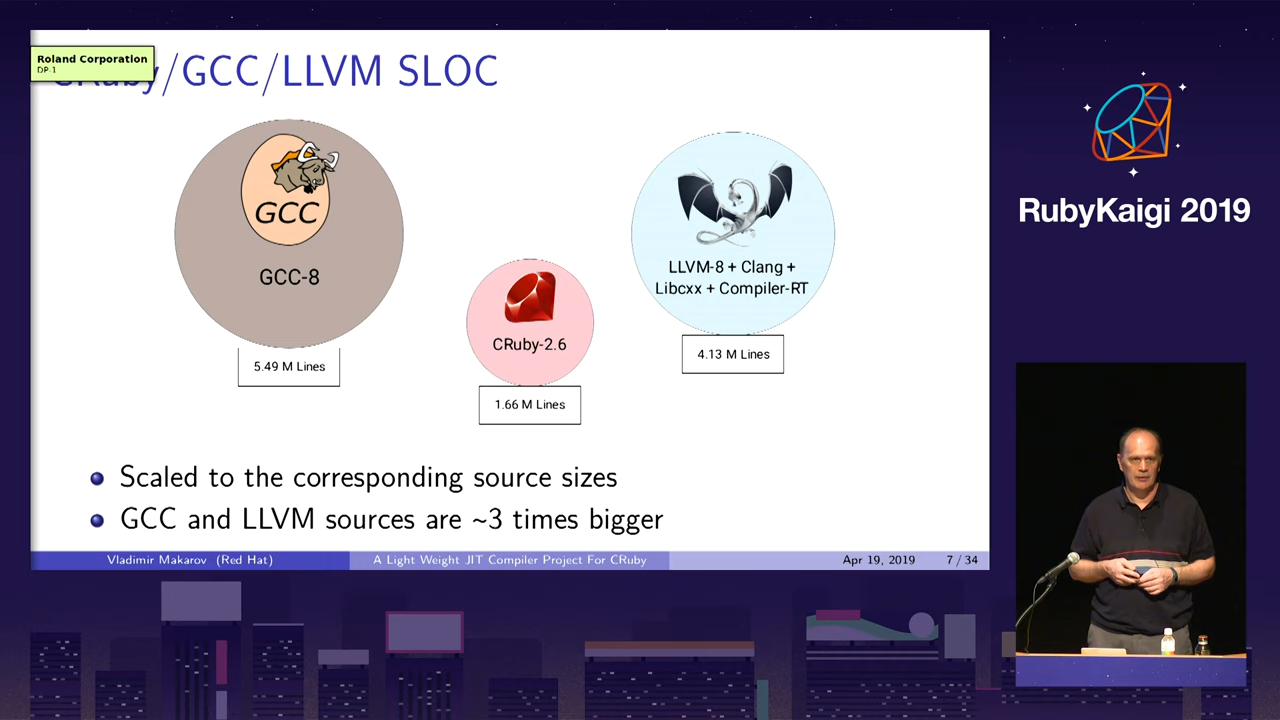 Roland Corporation
DP-1
CRuby/GCC/LLVM SLOC
GCC
GCC-8
5.49 M Lines
CRuby-2.6
1.66 M Lines
LLVM-8 + Clang +
Libcxx + Compiler-RT
4.13 M Lines
Scaled to the corresponding source sizes
GCC and LLVM sources are ~3 times bigger
Vladimir Makarov (Red Hat)
A Light Weight JIT Compiler Project For CRuby
Apr 19, 2019
7 / 34
RubyKaigi 2019